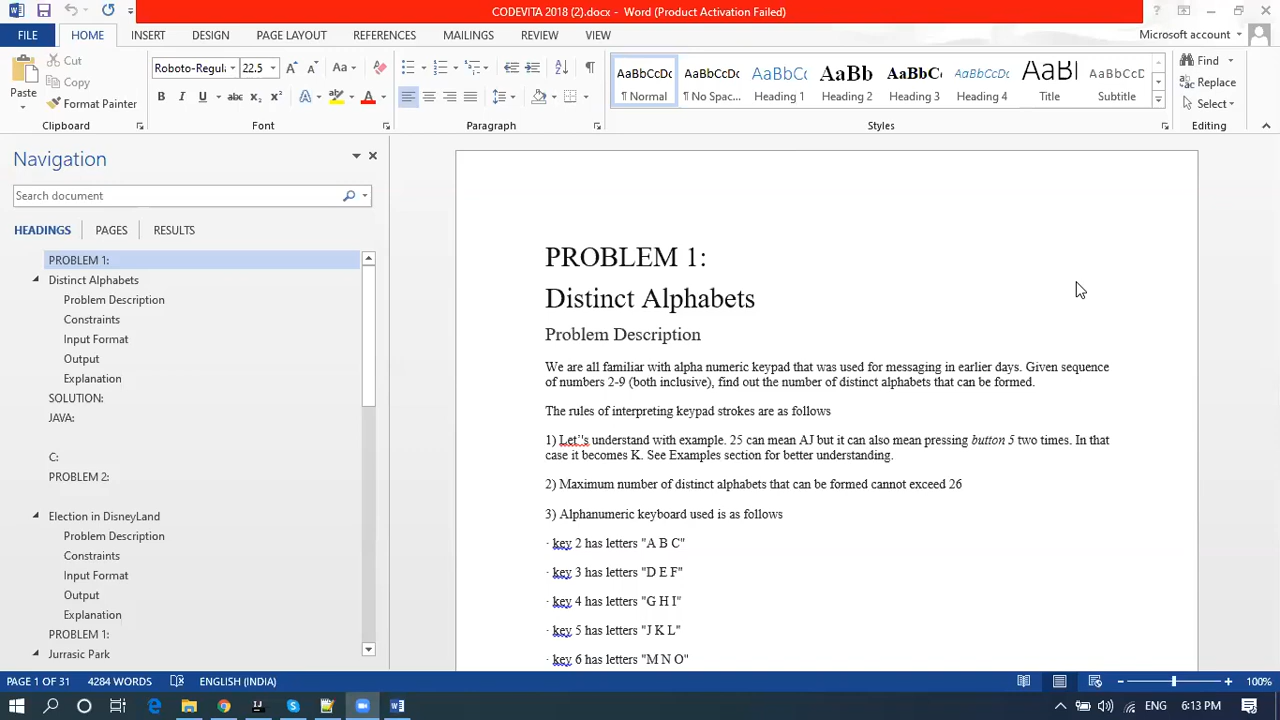 CODEVITA 2018 (2).docx - Word (Product Activation Failed)
FILE HOME INSERT DESIGN PAGE LAYOUT REFERENCES MAILINGS REVIEW VIEW Microsoft account
Cut
Copy
Format Painter
Paste
Clipboard
Roboto-Regula 22.5
Font
Paragraph
AaBbCcDc AaBbCcDc AaBbCc AaBb AaBbC AaBbCcDc AaBl AaBbCcDc
¶ Normal ¶ No Spac... Heading 1 Heading 2 Heading 3 Heading 4 Title Subtitle
Styles
Find
Replace
Select
Editing
Navigation
Search document
HEADINGS PAGES RESULTS
PROBLEM 1:
Distinct Alphabets
Problem Description
Constraints
Input Format
Output
Explanation
SOLUTION:
JAVA:
C:
PROBLEM 2:
Election in DisneyLand
Problem Description
Constraints
Input Format
Output
Explanation
PROBLEM 1:
Jurrasic Park
PROBLEM 1:
Distinct Alphabets
Problem Description
We are all familiar with alpha numeric keypad that was used for messaging in earlier days. Given sequence
of numbers 2-9 (both inclusive), find out the number of distinct alphabets that can be formed.
The rules of interpreting keypad strokes are as follows
1) Let''s understand with example. 25 can mean AJ but it can also mean pressing button 5 two times. In that
case it becomes K. See Examples section for better understanding.
2) Maximum number of distinct alphabets that can be formed cannot exceed 26
3) Alphanumeric keyboard used is as follows
· key 2 has letters "A B C"
· key 3 has letters "D E F"
· key 4 has letters "G H I"
· key 5 has letters "J K L"
· key 6 has letters "M N O"
PAGE 1 OF 31 4284 WORDS ENGLISH (INDIA) 100%
ENG 6:13 PM